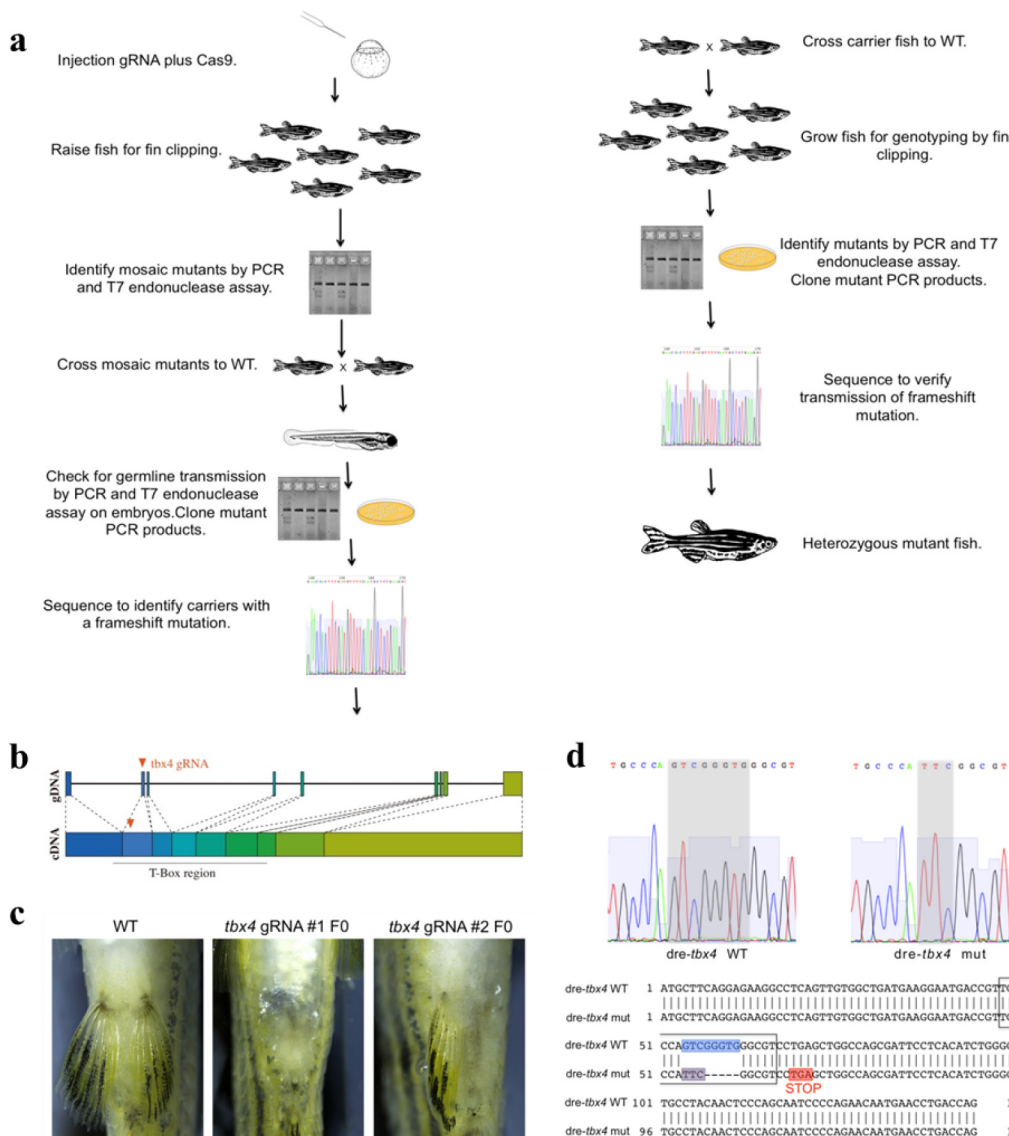 a
Injection gRNA plus Cas9.
Raise fish for fin clipping.
Identify mosaic mutants by PCR
and T7 endonuclease assay.
Cross mosaic mutants to WT.
X
Check for germline transmission
by PCR and T7 endonuclease
assay on embryos.Clone mutant
PCR products.
Sequence to identify carriers with
a frameshift mutation.
Cross carrier fish to WT.
X
Grow fish for genotyping by fin
clipping.
Identify mutants by PCR and T7
endonuclease assay.
Clone mutant PCR products.
Sequence to verify
transmission of frameshift
mutation.
Heterozygous mutant fish.
b
tbx4 gRNA
gDNA
cDNA
T-Box region
c
WT
tbx4 gRNA #1 F0
tbx4 gRNA #2 F0
d
T G C C C A G T C G G G T G G G C G T
dre-tbx4 WT
T G C C C A T T C G G C G T
dre-tbx4 mut
dre-tbx4 WT 1 ATGCTTCAGGAGAAGGCCTCAGTTGTGGCTGATGAAGGAATGACCGTTG
dre-tbx4 mut 1 ATGCTTCAGGAGAAGGCCTCAGTTGTGGCTGATGAAGGAATGACCGTTG
dre-tbx4 WT 51 CCAGTCGGGTGGGCGTCCTGAGCTGGCCAGCGATTCCTCACATCTGGGG
dre-tbx4 mut 51 CCATTC-----GGCGTCCTGAGCTGGCCAGCGATTCCTCACATCTGGGG
STOP
dre-tbx4 WT 101 TGCCTACAACTCCCAGCAATCCCCAGAACAATGAACCTGACCAG 1
dre-tbx4 mut 96 TGCCTACAACTCCCAGCAATCCCCAGAACAATGAACCTGACCAG 1